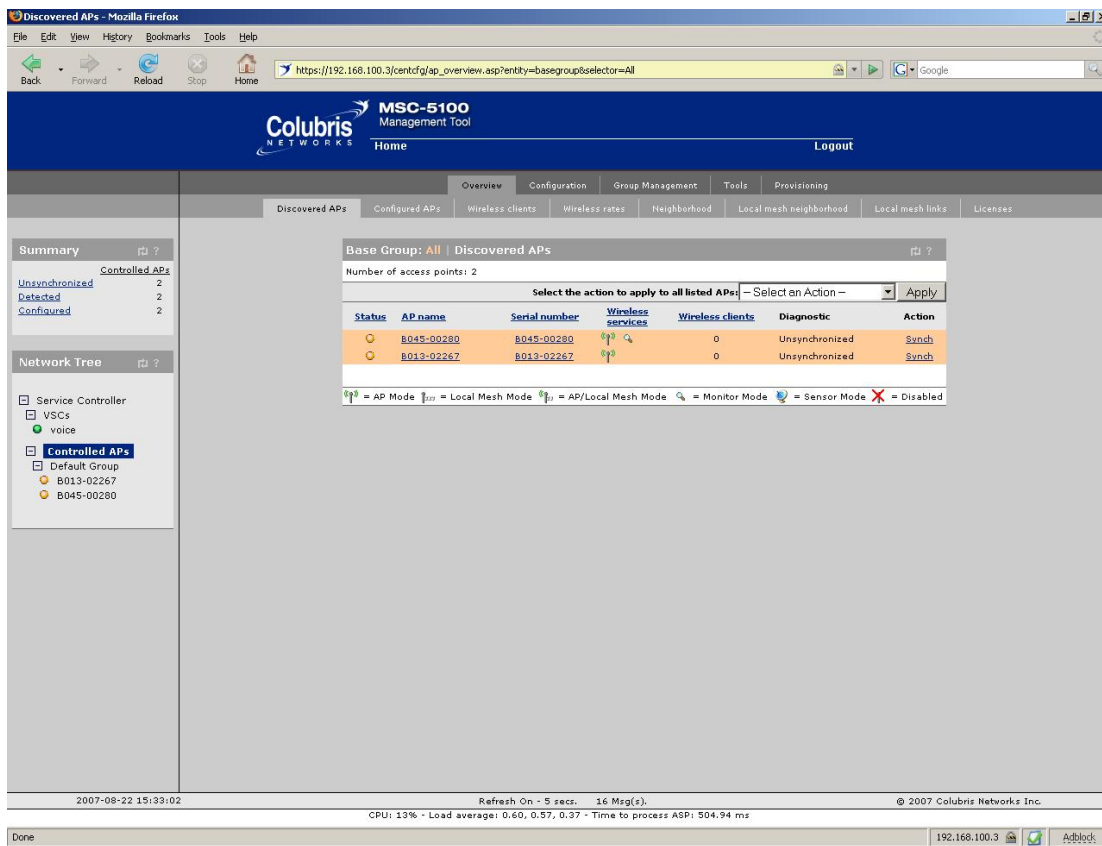 Discovered APs - Mozilla Firefox
File Edit View History Bookmarks Tools Help
Back Forward Reload Stop Home
https://192.168.100.3/centcfg/ap_overview.asp?entity=basegroup&selector=All
Google
Colubris
NETWORKS
MSC-5100
Management Tool
Home Logout
Overview Configuration Group Management Tools Provisioning
Discovered APs Configured APs Wireless clients Wireless rates Neighborhood Local mesh neighborhood Local mesh links Licenses
Summary ?
Controlled APs
Unsynchronized 2
Detected 2
Configured 2
Network Tree ?
Service Controller
VSCs
voice
Controlled APs
Default Group
B013-02267
B045-00280
Base Group: All | Discovered APs ?
Number of access points: 2
Select the action to apply to all listed APs: – Select an Action – Apply
Status AP name Serial number Wireless services Wireless clients Diagnostic Action
B045-00280 B045-00280 0 Unsynchronized Synch
B013-02267 B013-02267 0 Unsynchronized Synch
= AP Mode = Local Mesh Mode = AP/Local Mesh Mode = Monitor Mode = Sensor Mode = Disabled
2007-08-22 15:33:02 Refresh On - 5 secs. 16 Msg(s). © 2007 Colubris Networks Inc.
CPU: 13% - Load average: 0.60, 0.57, 0.37 - Time to process ASP: 504.94 ms
Done 192.168.100.3 Adblock